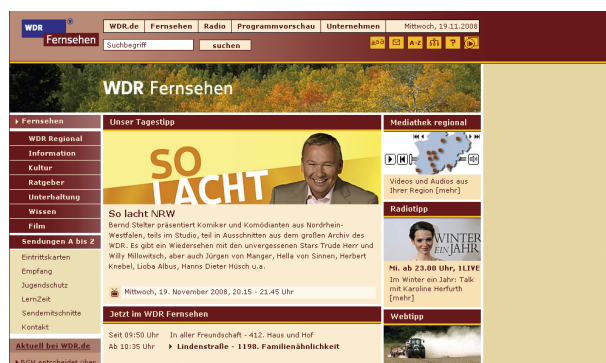 WDR
Fernsehen
WDR.de Fernsehen Radio Programmvorschau Unternehmen Mittwoch, 19.11.2008
Suchbegriff suchen
A-Z ?
WDR Fernsehen
Fernsehen
WDR Regional
Information
Kultur
Ratgeber
Unterhaltung
Wissen
Film
Sendungen A bis Z
Eintrittskarten
Empfang
Jugendschutz
LernZeit
Sendemitschnitte
Kontakt
Aktuell bei WDR.de
BGH entscheidet über
Unser Tagestipp
SO
LACHT
So lacht NRW
Bernd Stelter präsentiert Komiker und Komödianten aus Nordrhein-
Westfalen, teils im Studio, teil in Ausschnitten aus dem großen Archiv des
WDR. Es gibt ein Wiedersehen mit den unvergessenen Stars Trude Herr und
Willy Millowitsch, aber auch Jürgen von Manger, Hella von Sinnen, Herbert
Knebel, Lioba Albus, Hanns Dieter Hüsch u.a.
Mittwoch, 19. November 2008, 20.15 - 21.45 Uhr
Jetzt im WDR Fernsehen
Seit 09:50 Uhr In aller Freundschaft - 412. Haus und Hof
Ab 10:35 Uhr Lindenstraße - 1198. Familienähnlichkeit
Mediathek regional
Videos und Audios aus
Ihrer Region [mehr]
Radiotipp
WINTER
EIN JAHR
Mi. ab 23.00 Uhr, 1LIVE
Im Winter ein Jahr: Talk
mit Karoline Herfurth
[mehr]
Webtipp